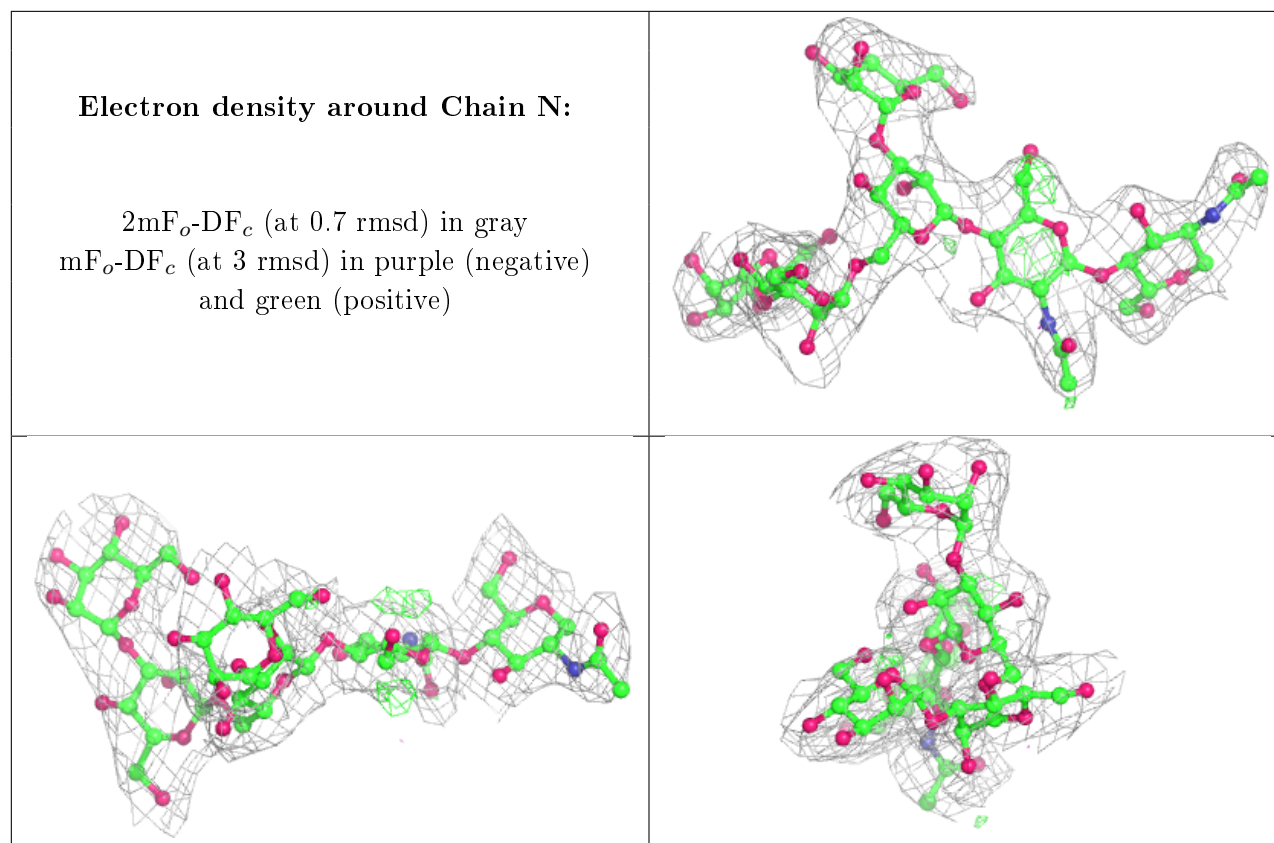 Electron density around Chain N:
2mFₒ-DF𝒸 (at 0.7 rmsd) in gray
mFₒ-DF𝒸 (at 3 rmsd) in purple (negative)
and green (positive)